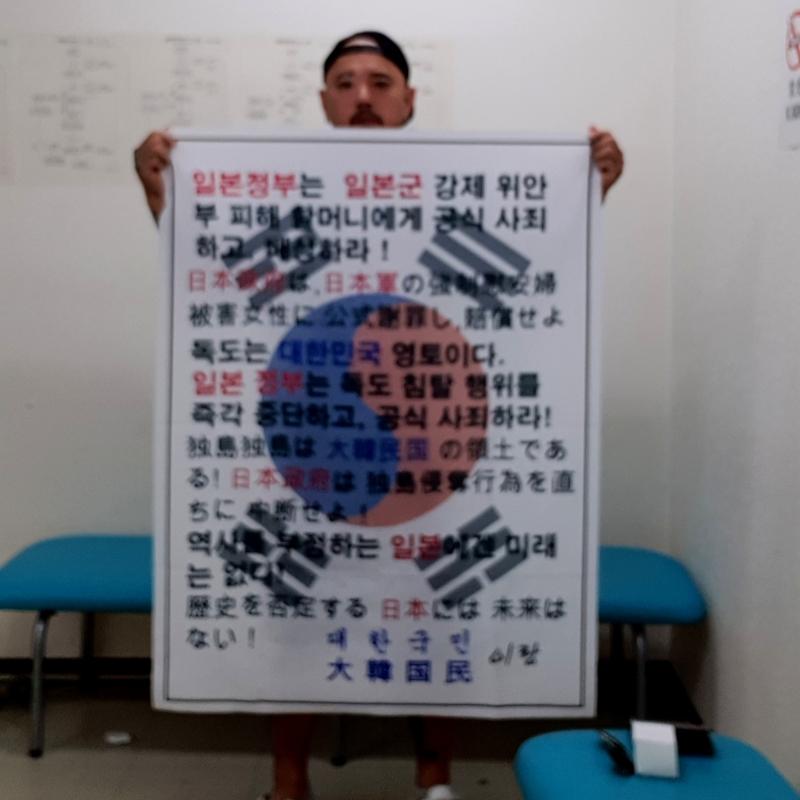 일본정부는 일본군 강제 위안
부 피해 할머니에게 공식 사죄
하고, 배상하라 !
日本政府は,日本軍の強制慰安婦
被害女性に 公式謝罪し,賠償せよ
독도는 대한민국 영토이다.
일본 정부는 독도 침탈 행위를
즉각 중단하고, 공식 사죄하라!
独島独島は 大韓民国 の領土であ
る! 日本政府は 独島侵奪行為を直
ちに 中断せよ !
역사를 부정하는 일본에겐 미래
는 없다!
歴史を否定する 日本には 未来は
ない !
대 한 국 민
大 韓 国 民